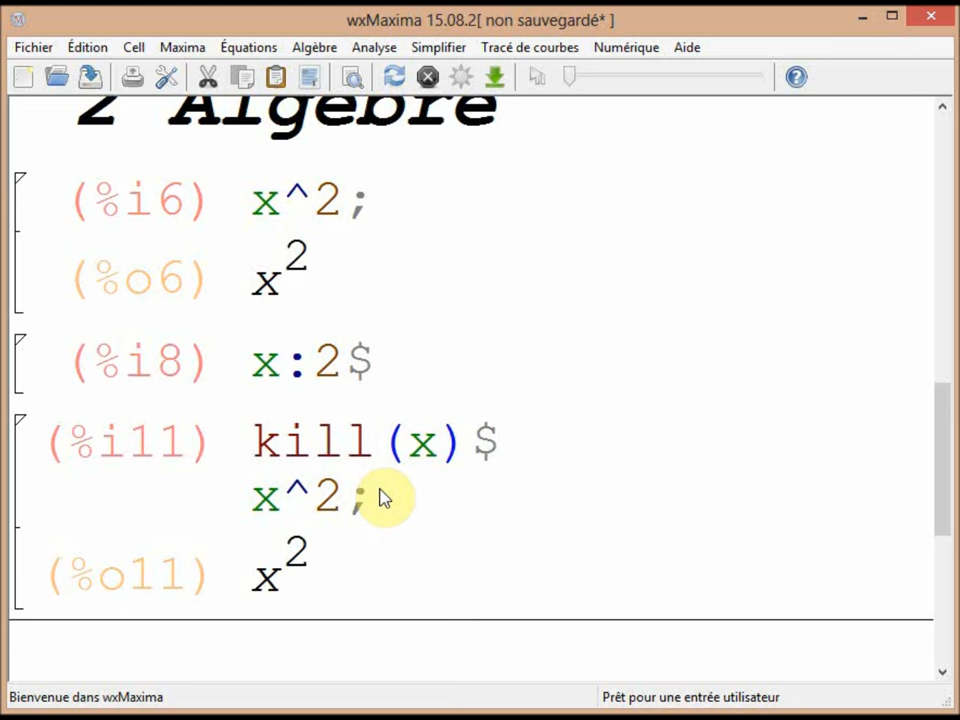 wxMaxima 15.08.2[ non sauvegardé* ]
Fichier Édition Cell Maxima Équations Algèbre Analyse Simplifier Tracé de courbes Numérique Aide
2 Algèbre
(%i6) x^2;
(%o6) x²
(%i8) x:2$
(%i11) kill(x)$
x^2;
(%o11) x²
Bienvenue dans wxMaxima Prêt pour une entrée utilisateur